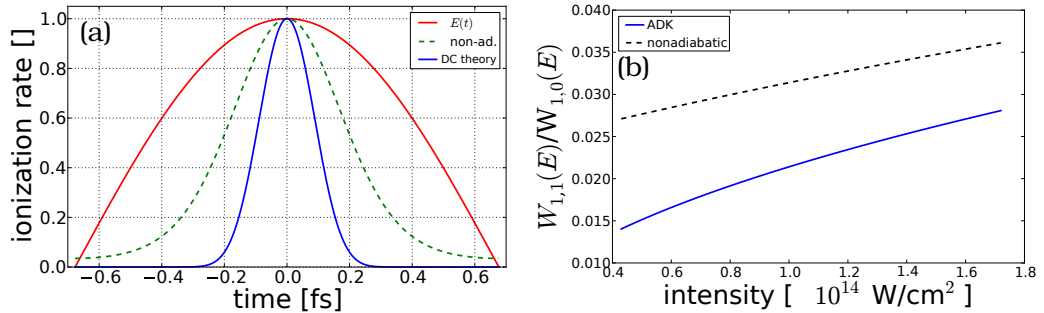 (a)
E(t)
non-ad.
DC theory
1.0
0.8
0.6
0.4
0.2
0.0
ionization rate []
−0.6 −0.4 −0.2 0.0 0.2 0.4 0.6
time [fs]
(b)
ADK
nonadiabatic
0.040
0.035
0.030
0.025
0.020
0.015
0.010
W1,1(E)/W1,0(E)
0.4 0.6 0.8 1.0 1.2 1.4 1.6 1.8
intensity [ 10^14 W/cm^2 ]